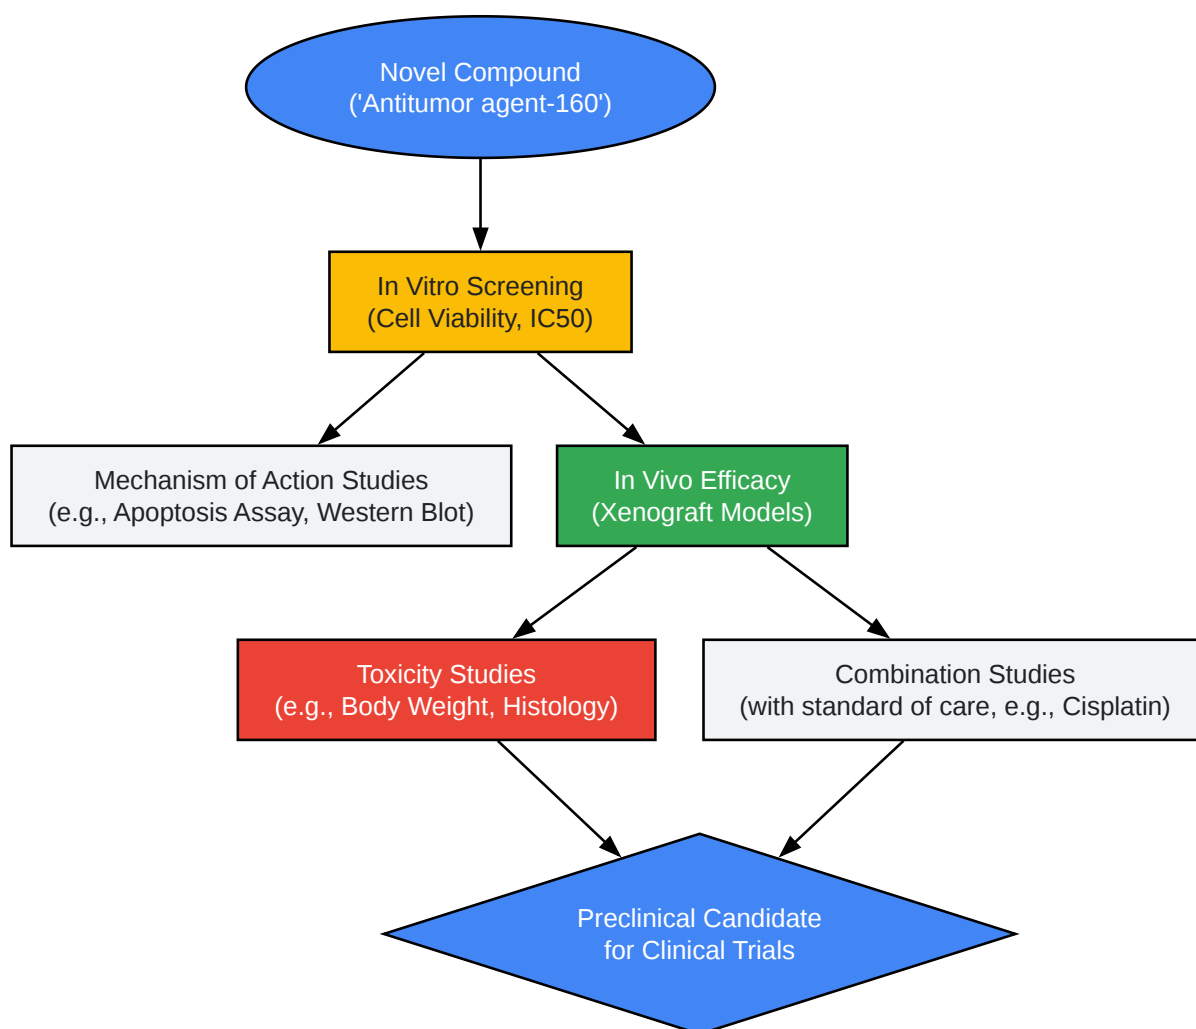 Novel Compound
('Antitumor agent-160')
In Vitro Screening
(Cell Viability, IC50)
Mechanism of Action Studies
(e.g., Apoptosis Assay, Western Blot)
In Vivo Efficacy
(Xenograft Models)
Toxicity Studies
(e.g., Body Weight, Histology)
Combination Studies
(with standard of care, e.g., Cisplatin)
Preclinical Candidate
for Clinical Trials